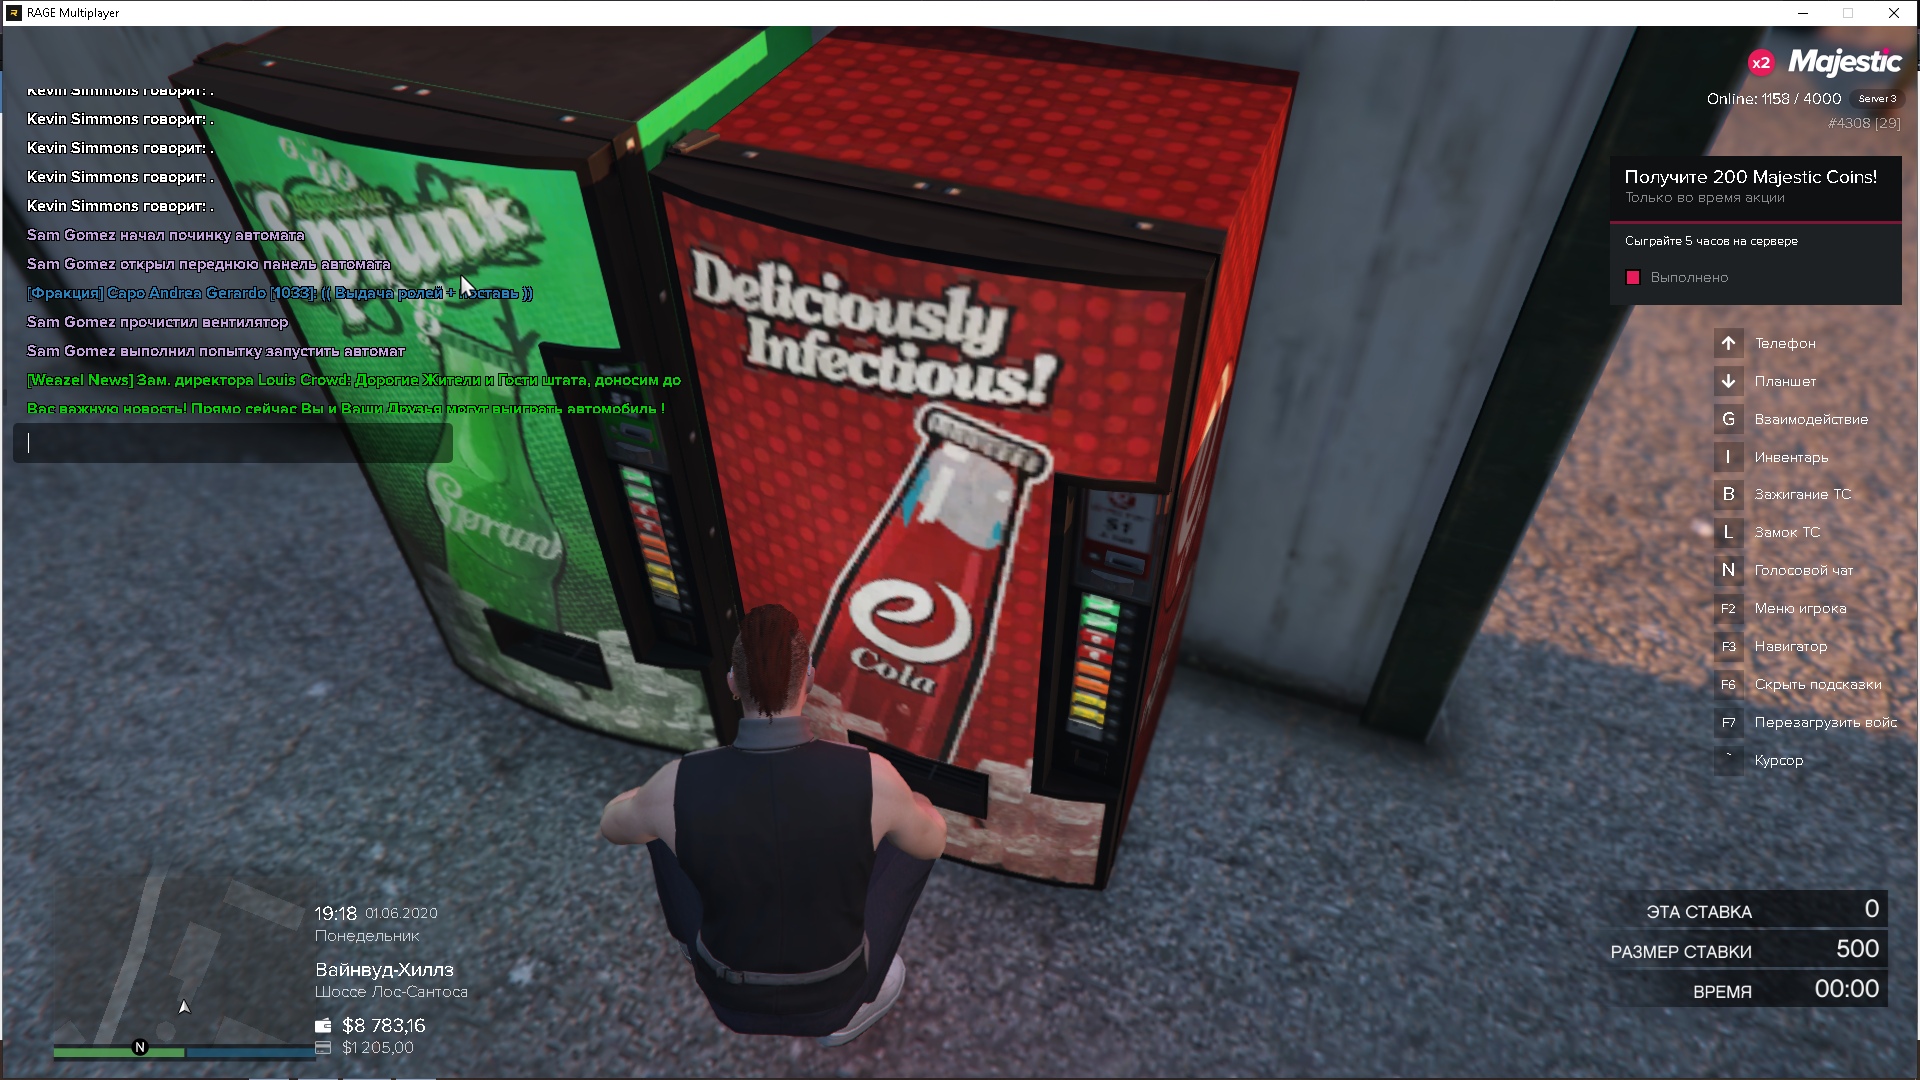 RAGE Multiplayer
Kevin Simmons говорит: .
Kevin Simmons говорит: .
Kevin Simmons говорит: .
Kevin Simmons говорит: .
Kevin Simmons говорит: .
Sam Gomez начал починку автомата
Sam Gomez открыл переднюю панель автомата
[Фракция] Capo Andrea Gerardo [1033]: (( Выдача ролей +
Sam Gomez прочистил вентилятор
Sam Gomez выполнил попытку запустить автомат
[Weazel News] Зам. директора Louis Crowd: Дорогие Жители и Гости штата, доносим до
Вас важную новость! Прямо сейчас Вы и Ваши Друзья могут выиграть автомобиль !
Sprunk
Sprunk
Deliciously
Infectious!
Cola
$1
x2 Majestic
Online: 1158 / 4000 Server 3
#4308 [29]
Получите 200 Majestic Coins!
Только во время акции
Сыграйте 5 часов на сервере
Выполнено
Телефон
Планшет
G Взаимодействие
I Инвентарь
B Зажигание ТС
L Замок ТС
N Голосовой чат
F2 Меню игрока
F3 Навигатор
F6 Скрыть подсказки
F7 Перезагрузить войс
` Курсор
19:18 01.06.2020
Понедельник
Вайнвуд-Хиллз
Шоссе Лос-Сантоса
$8 783,16
$1 205,00
N
ЭТА СТАВКА 0
РАЗМЕР СТАВКИ 500
ВРЕМЯ 00:00